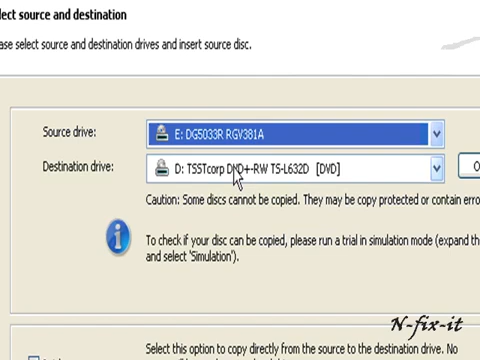 lect source and destination
ase select source and destination drives and insert source disc.
Source drive:
E: DG5033R RGV381A
Destination drive:
D: TSSTcorp DVD+-RW TS-L632D [DVD]
Caution: Some discs cannot be copied. They may be copy protected or contain erro
To check if your disc can be copied, please run a trial in simulation mode (expand the
and select 'Simulation').
N-fix-it
Select this option to copy directly from the source to the destination drive. No